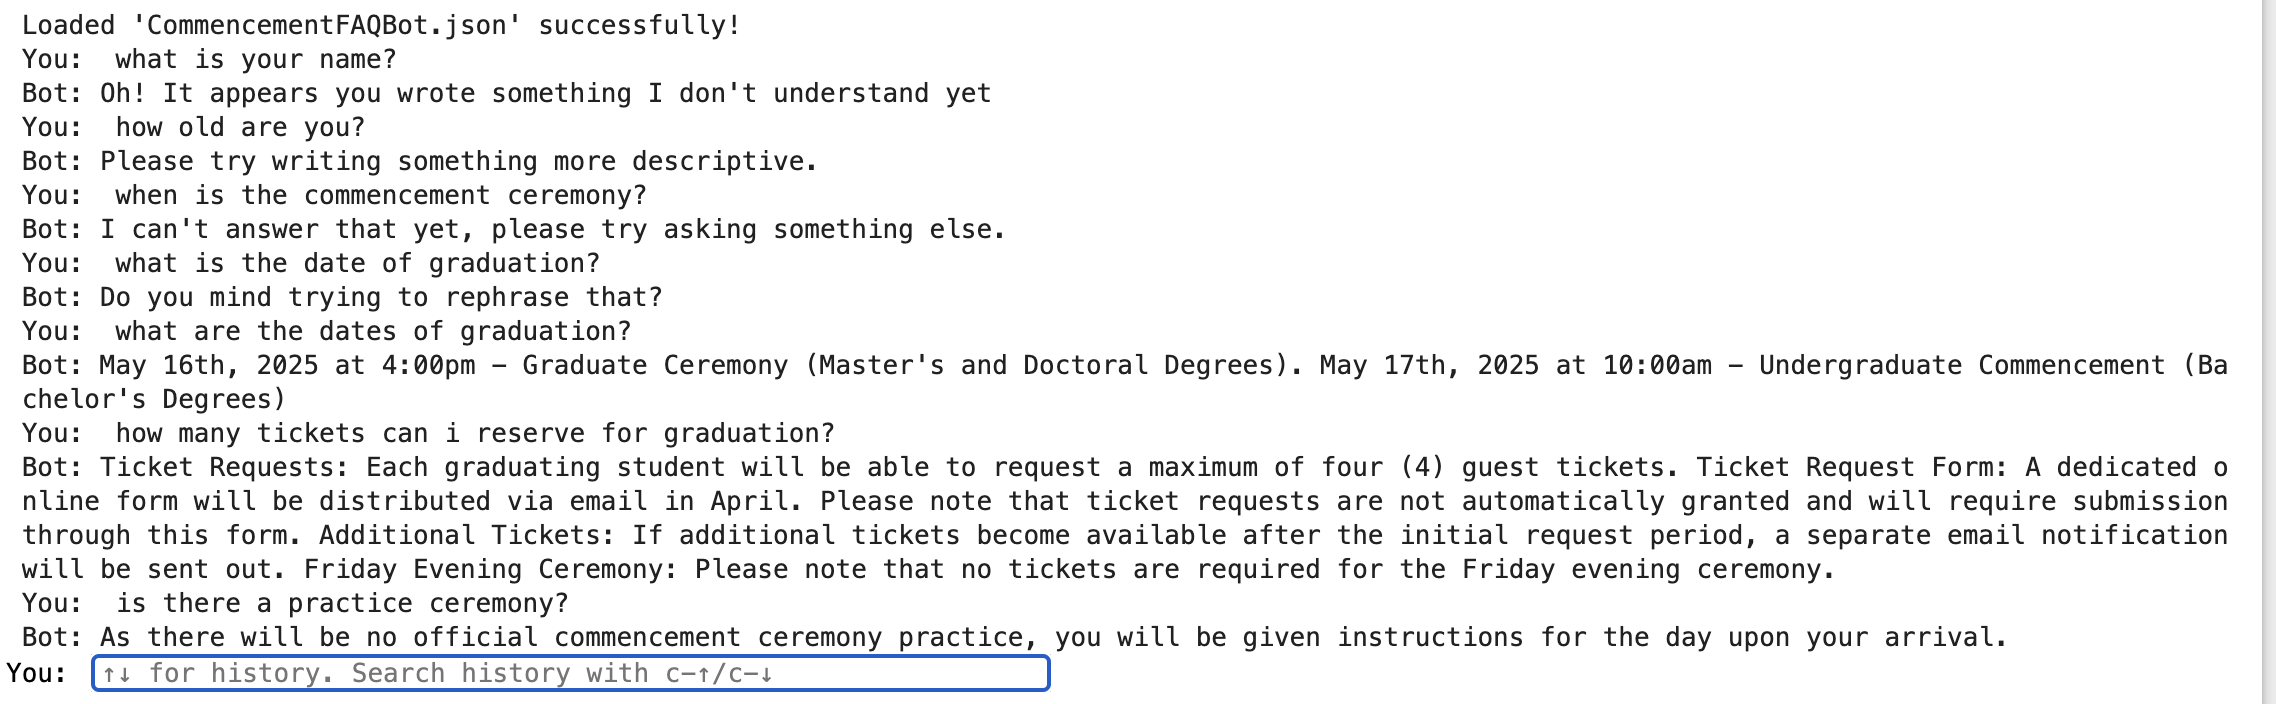 Loaded 'CommencementFAQBot.json' successfully!
You:  what is your name?
Bot: Oh! It appears you wrote something I don't understand yet
You:  how old are you?
Bot: Please try writing something more descriptive.
You:  when is the commencement ceremony?
Bot: I can't answer that yet, please try asking something else.
You:  what is the date of graduation?
Bot: Do you mind trying to rephrase that?
You:  what are the dates of graduation?
Bot: May 16th, 2025 at 4:00pm – Graduate Ceremony (Master's and Doctoral Degrees). May 17th, 2025 at 10:00am – Undergraduate Commencement (Ba
chelor's Degrees)
You:  how many tickets can i reserve for graduation?
Bot: Ticket Requests: Each graduating student will be able to request a maximum of four (4) guest tickets. Ticket Request Form: A dedicated o
nline form will be distributed via email in April. Please note that ticket requests are not automatically granted and will require submission
through this form. Additional Tickets: If additional tickets become available after the initial request period, a separate email notification
will be sent out. Friday Evening Ceremony: Please note that no tickets are required for the Friday evening ceremony.
You:  is there a practice ceremony?
Bot: As there will be no official commencement ceremony practice, you will be given instructions for the day upon your arrival.
You: ↑↓ for history. Search history with c-↑/c-↓